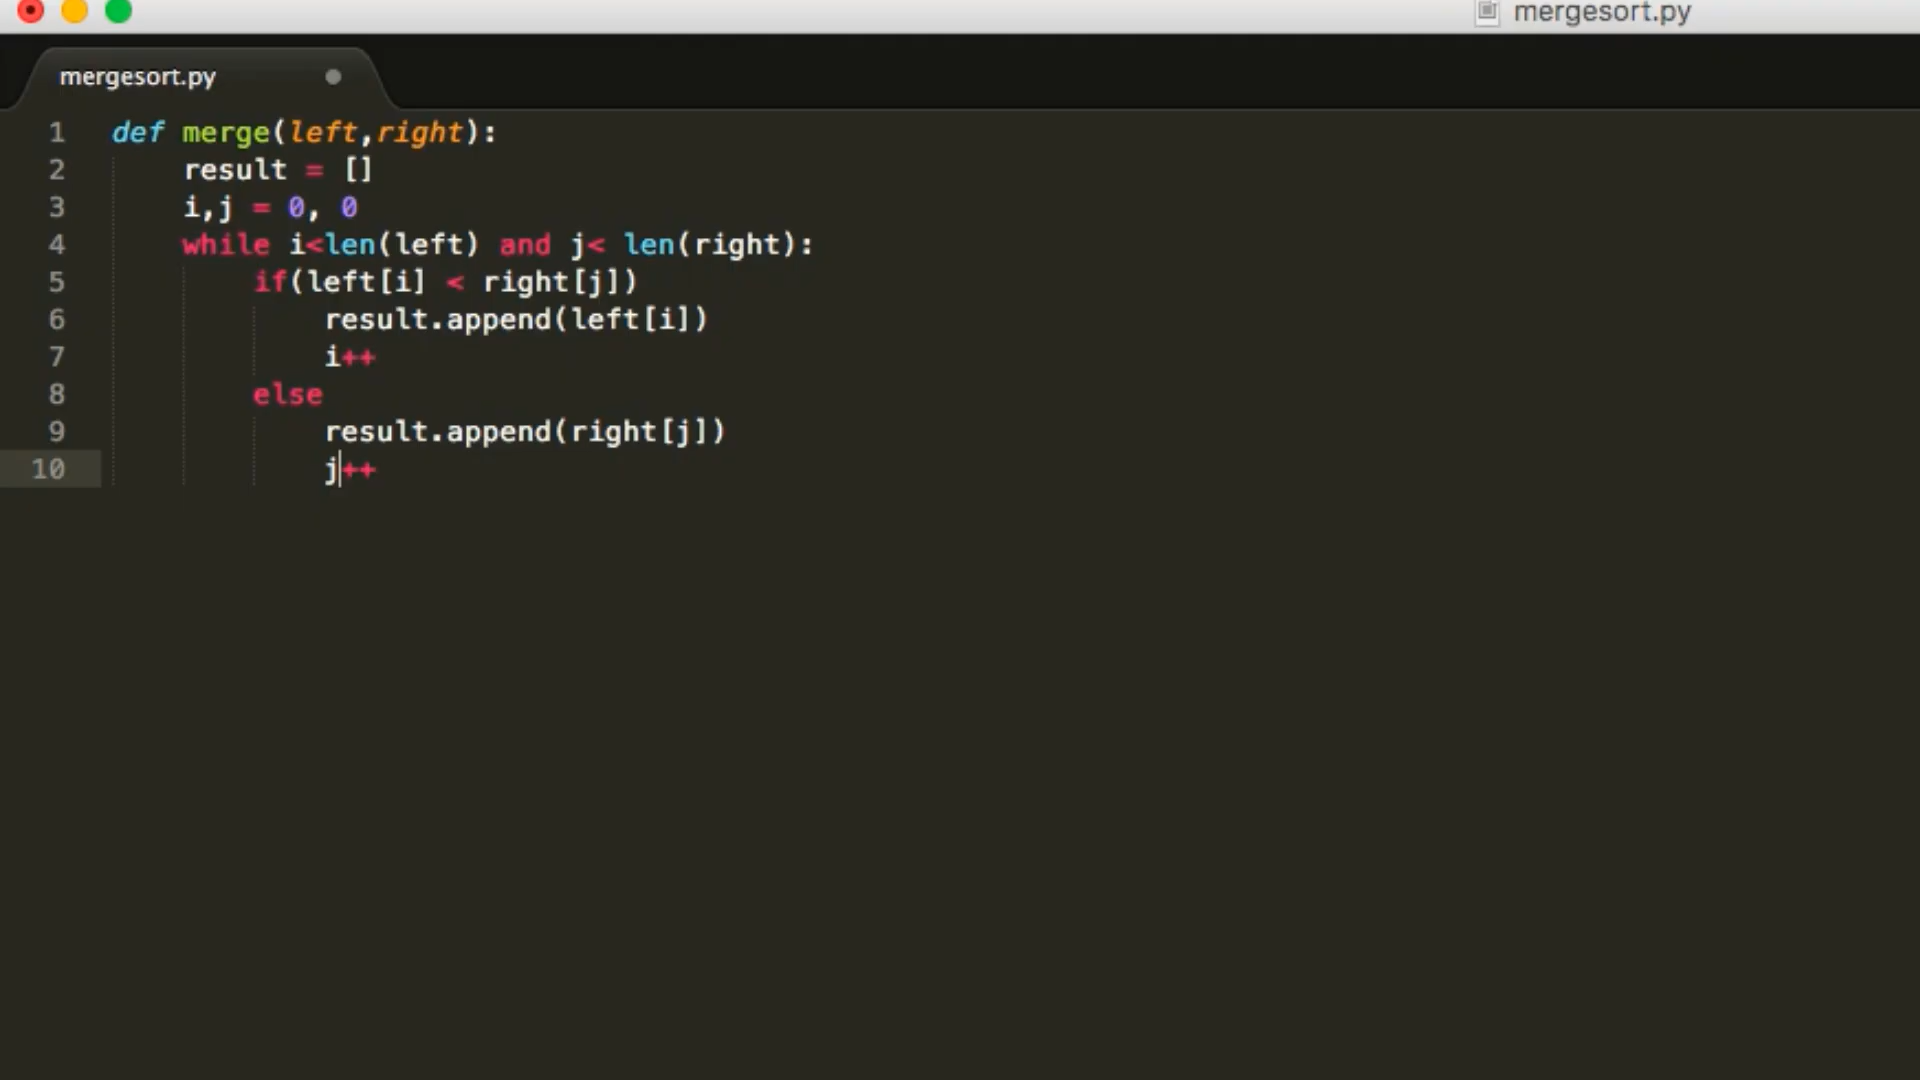 mergesort.py
mergesort.py
1 def merge(left,right):
2 result = []
3 i,j = 0, 0
4 while i<len(left) and j< len(right):
5 if(left[i] < right[j])
6 result.append(left[i])
7 i++
8 else
9 result.append(right[j])
10 j++